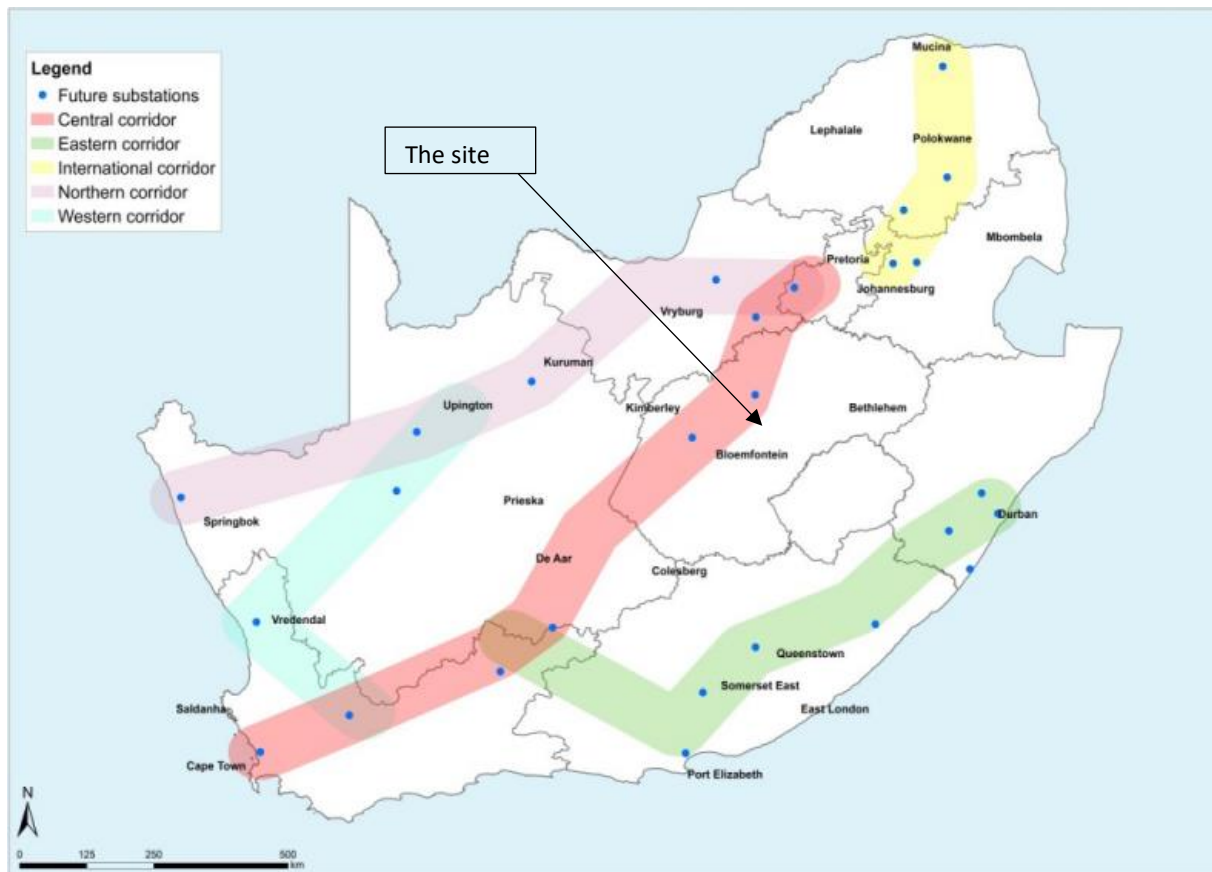 Legend
Future substations
Central corridor
Eastern corridor
International corridor
Northern corridor
Western corridor
The site
Mucina
Lephalale
Polokwane
Mbombela
Pretoria
Johannesburg
Vryburg
Kuruman
Upington
Kimberley
Bethlehem
Bloemfontein
Prieska
Springbok
Durban
De Aar
Colesberg
Vredendal
Queenstown
Somerset East
Saldanha
East London
Cape Town
Port Elizabeth
N
0 125 250 500
km